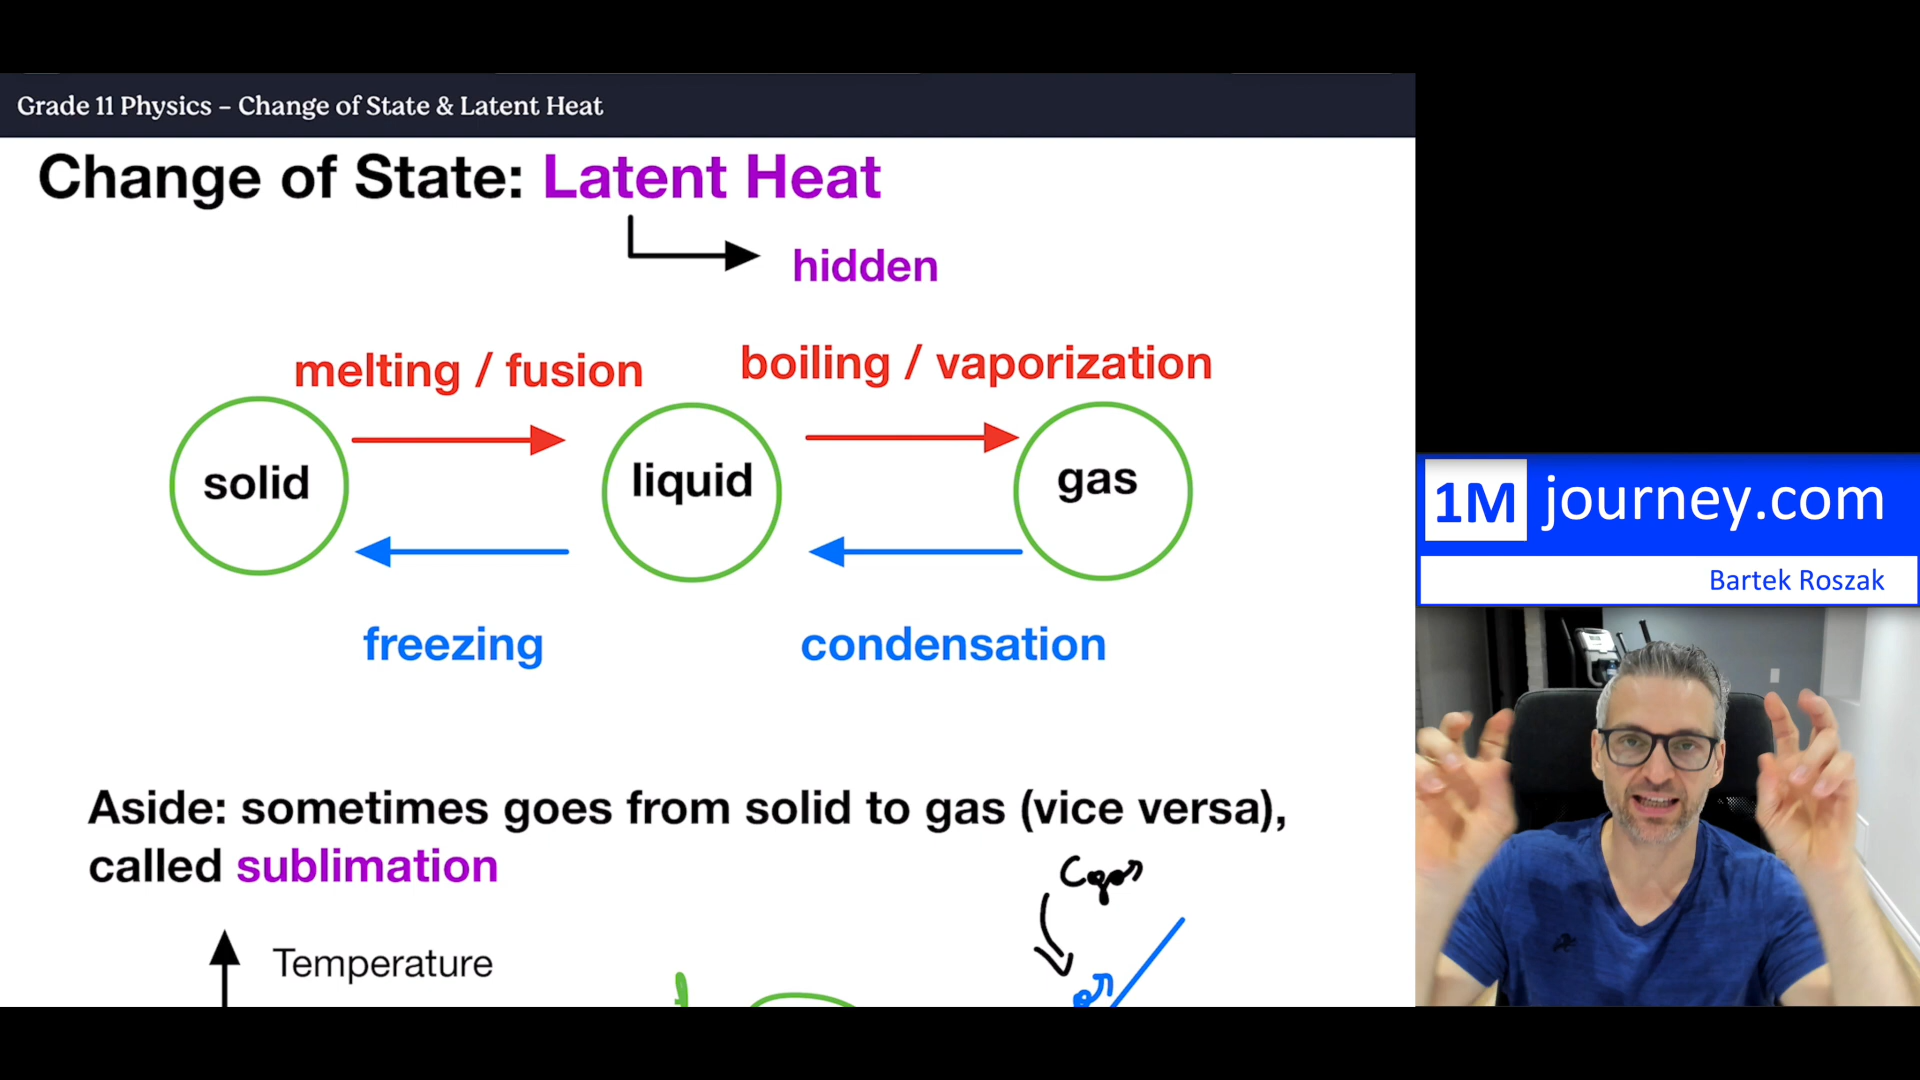 Grade 11 Physics – Change of State & Latent Heat
Change of State: Latent Heat
hidden
melting / fusion
boiling / vaporization
solid
liquid
gas
freezing
condensation
Aside: sometimes goes from solid to gas (vice versa),
called sublimation
Cgas
Temperature
1M journey.com
Bartek Roszak